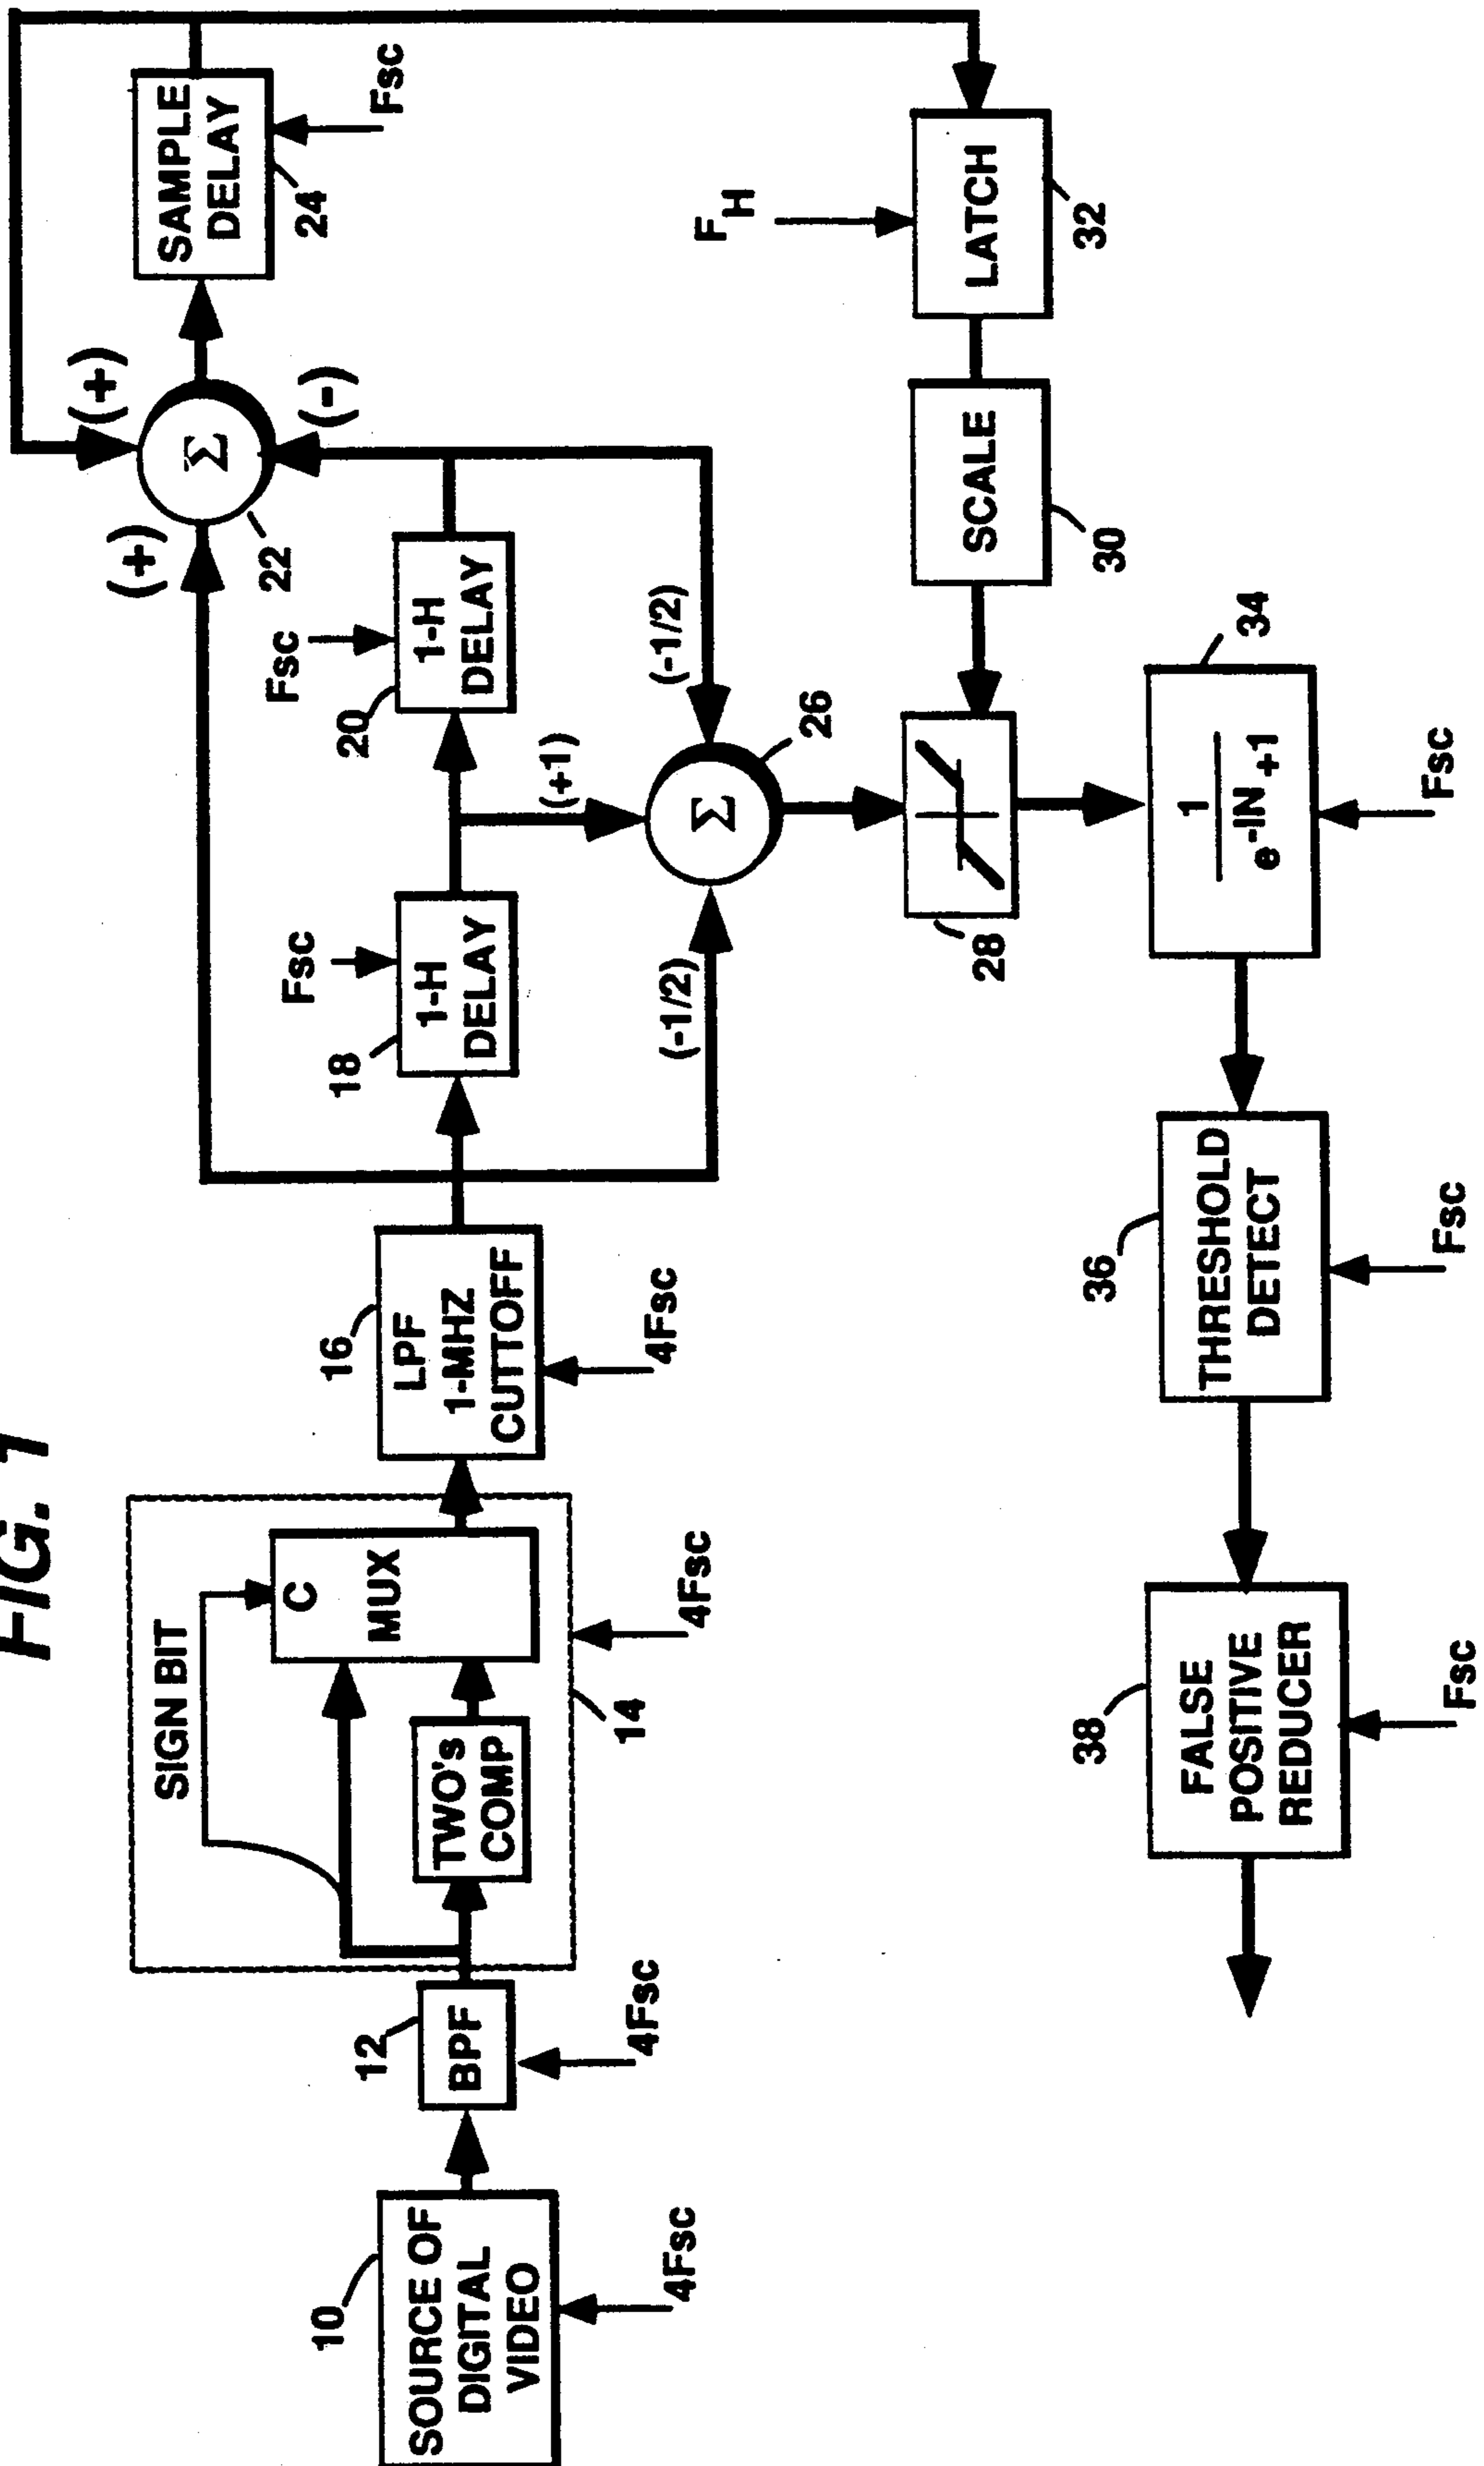 FIG. 1
10
SOURCE OF
DIGITAL
VIDEO
4Fsc
12
BPF
4Fsc
SIGN BIT
TWO's
COMP
C
MUX
14
4Fsc
16
LPF
1-MHZ
CUTTOFF
4Fsc
18
Fsc
1-H
DELAY
20
Fsc
1-H
DELAY
(+)
(+)
(-)
Σ
22
SAMPLE
DELAY
24
Fsc
(-1/2)
(+1)
(-1/2)
Σ
26
28
SCALE
30
F_H
LATCH
32
34
1
e-IN+1
Fsc
36
THRESHOLD
DETECT
Fsc
38
FALSE
POSITIVE
REDUCER
Fsc